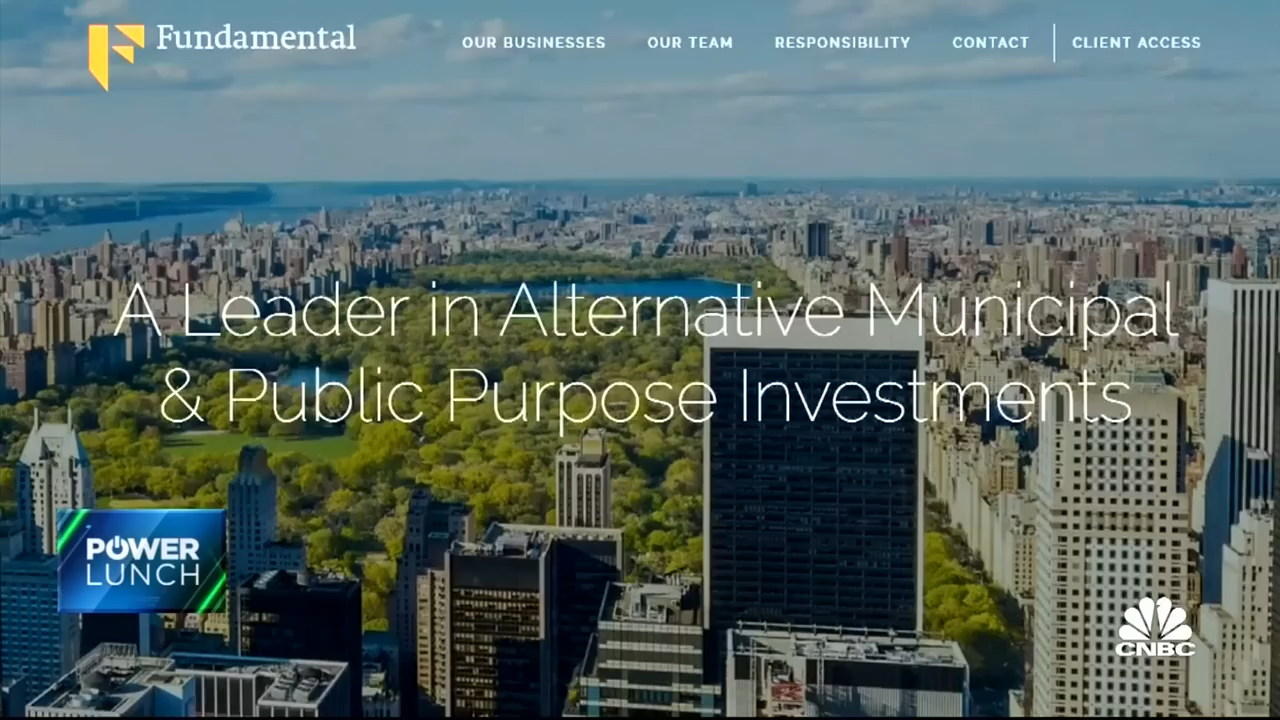 Fundamental
OUR BUSINESSES OUR TEAM RESPONSIBILITY CONTACT CLIENT ACCESS
A Leader in Alternative Municipal
& Public Purpose Investments
POWER
LUNCH
CNBC